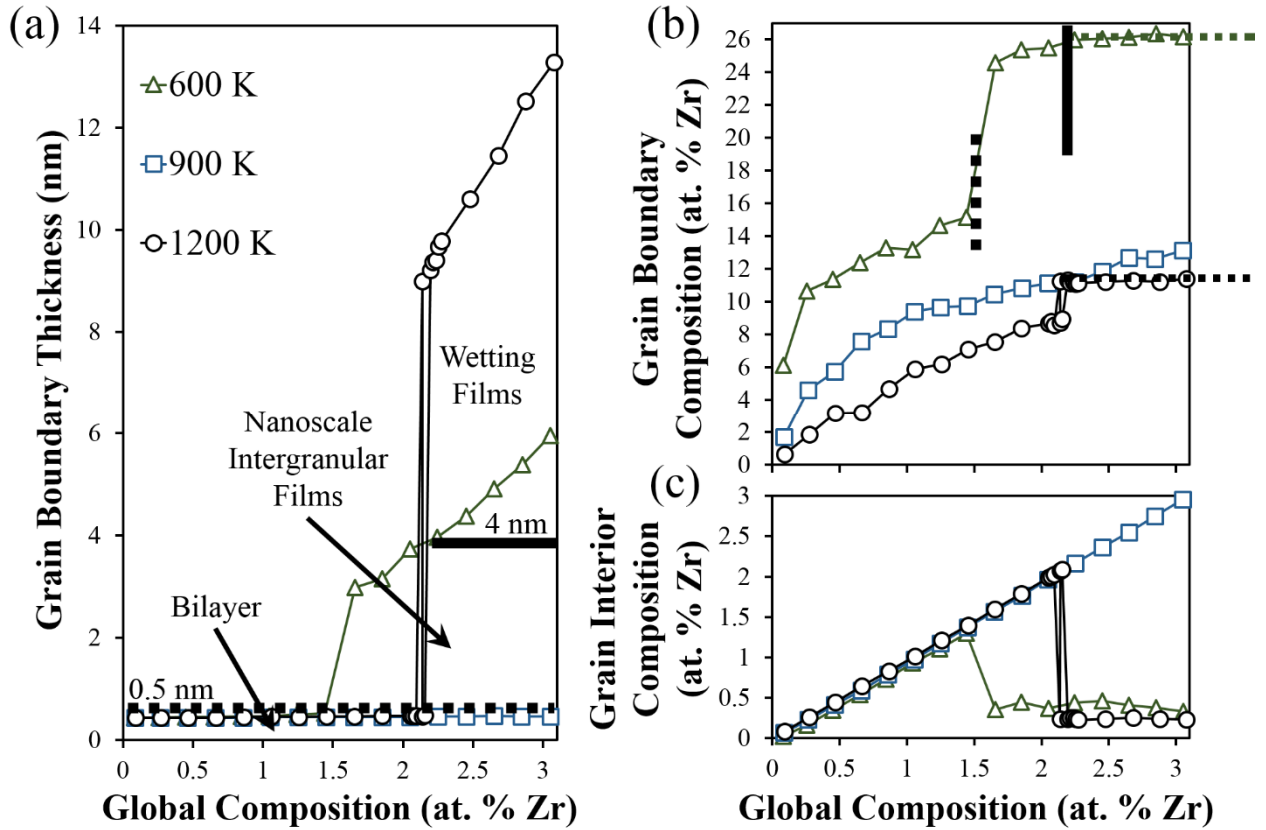 (a)
Grain Boundary Thickness (nm)
14
12
10
8
6
4
2
0
600 K
900 K
1200 K
Wetting
Films
Nanoscale
Intergranular
Films
4 nm
Bilayer
0.5 nm
0 0.5 1 1.5 2 2.5 3
Global Composition (at. % Zr)
(b)
Grain Boundary
Composition (at. % Zr)
26
24
22
20
18
16
14
12
10
8
6
4
2
0
(c)
Grain Interior
Composition
(at. % Zr)
3
2.5
2
1.5
1
0.5
0
0 0.5 1 1.5 2 2.5 3
Global Composition (at. % Zr)